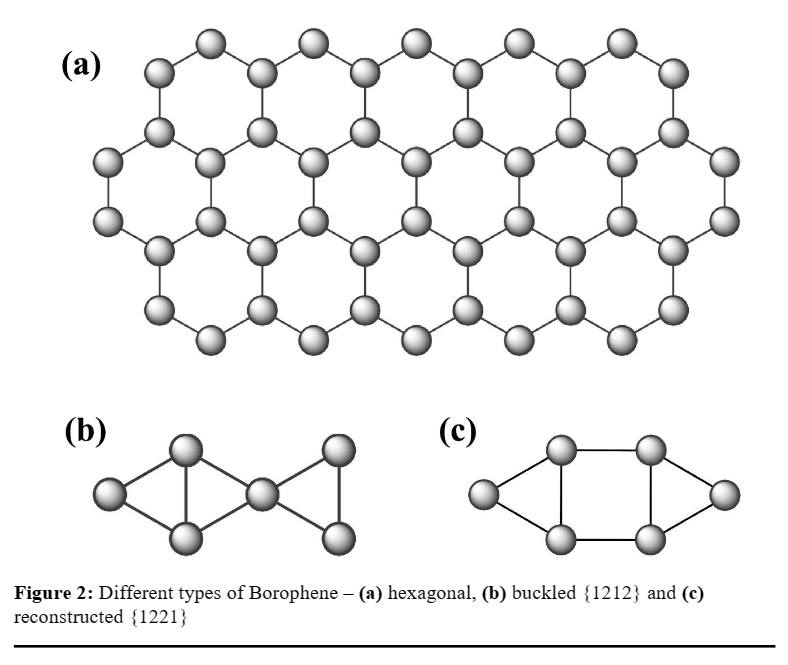 (a)
(b)
(c)
Figure 2: Different types of Borophene – (a) hexagonal, (b) buckled {1212} and (c)
reconstructed {1221}